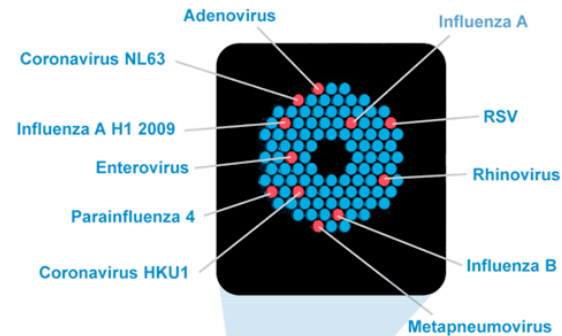 Adenovirus
Influenza A
Coronavirus NL63
RSV
Influenza A H1 2009
Enterovirus
Rhinovirus
Parainfluenza 4
Coronavirus HKU1
Influenza B
Metapneumovirus